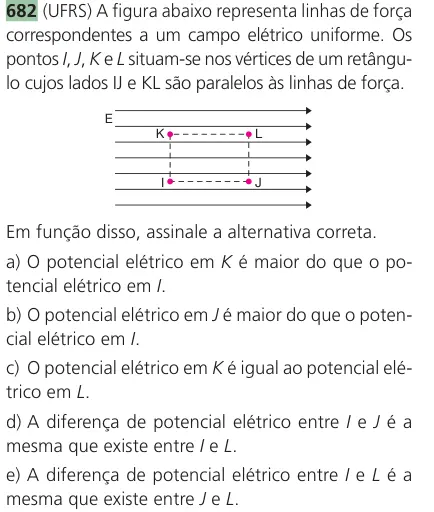 682 (UFRS) A figura abaixo representa linhas de força
correspondentes a um campo elétrico uniforme. Os
pontos I, J, K e L situam-se nos vértices de um retângu-
lo cujos lados IJ e KL são paralelos às linhas de força.
E
K L
I J
Em função disso, assinale a alternativa correta.
a) O potencial elétrico em K é maior do que o po-
tencial elétrico em I.
b) O potencial elétrico em J é maior do que o poten-
cial elétrico em I.
c) O potencial elétrico em K é igual ao potencial elé-
trico em L.
d) A diferença de potencial elétrico entre I e J é a
mesma que existe entre I e L.
e) A diferença de potencial elétrico entre I e L é a
mesma que existe entre J e L.